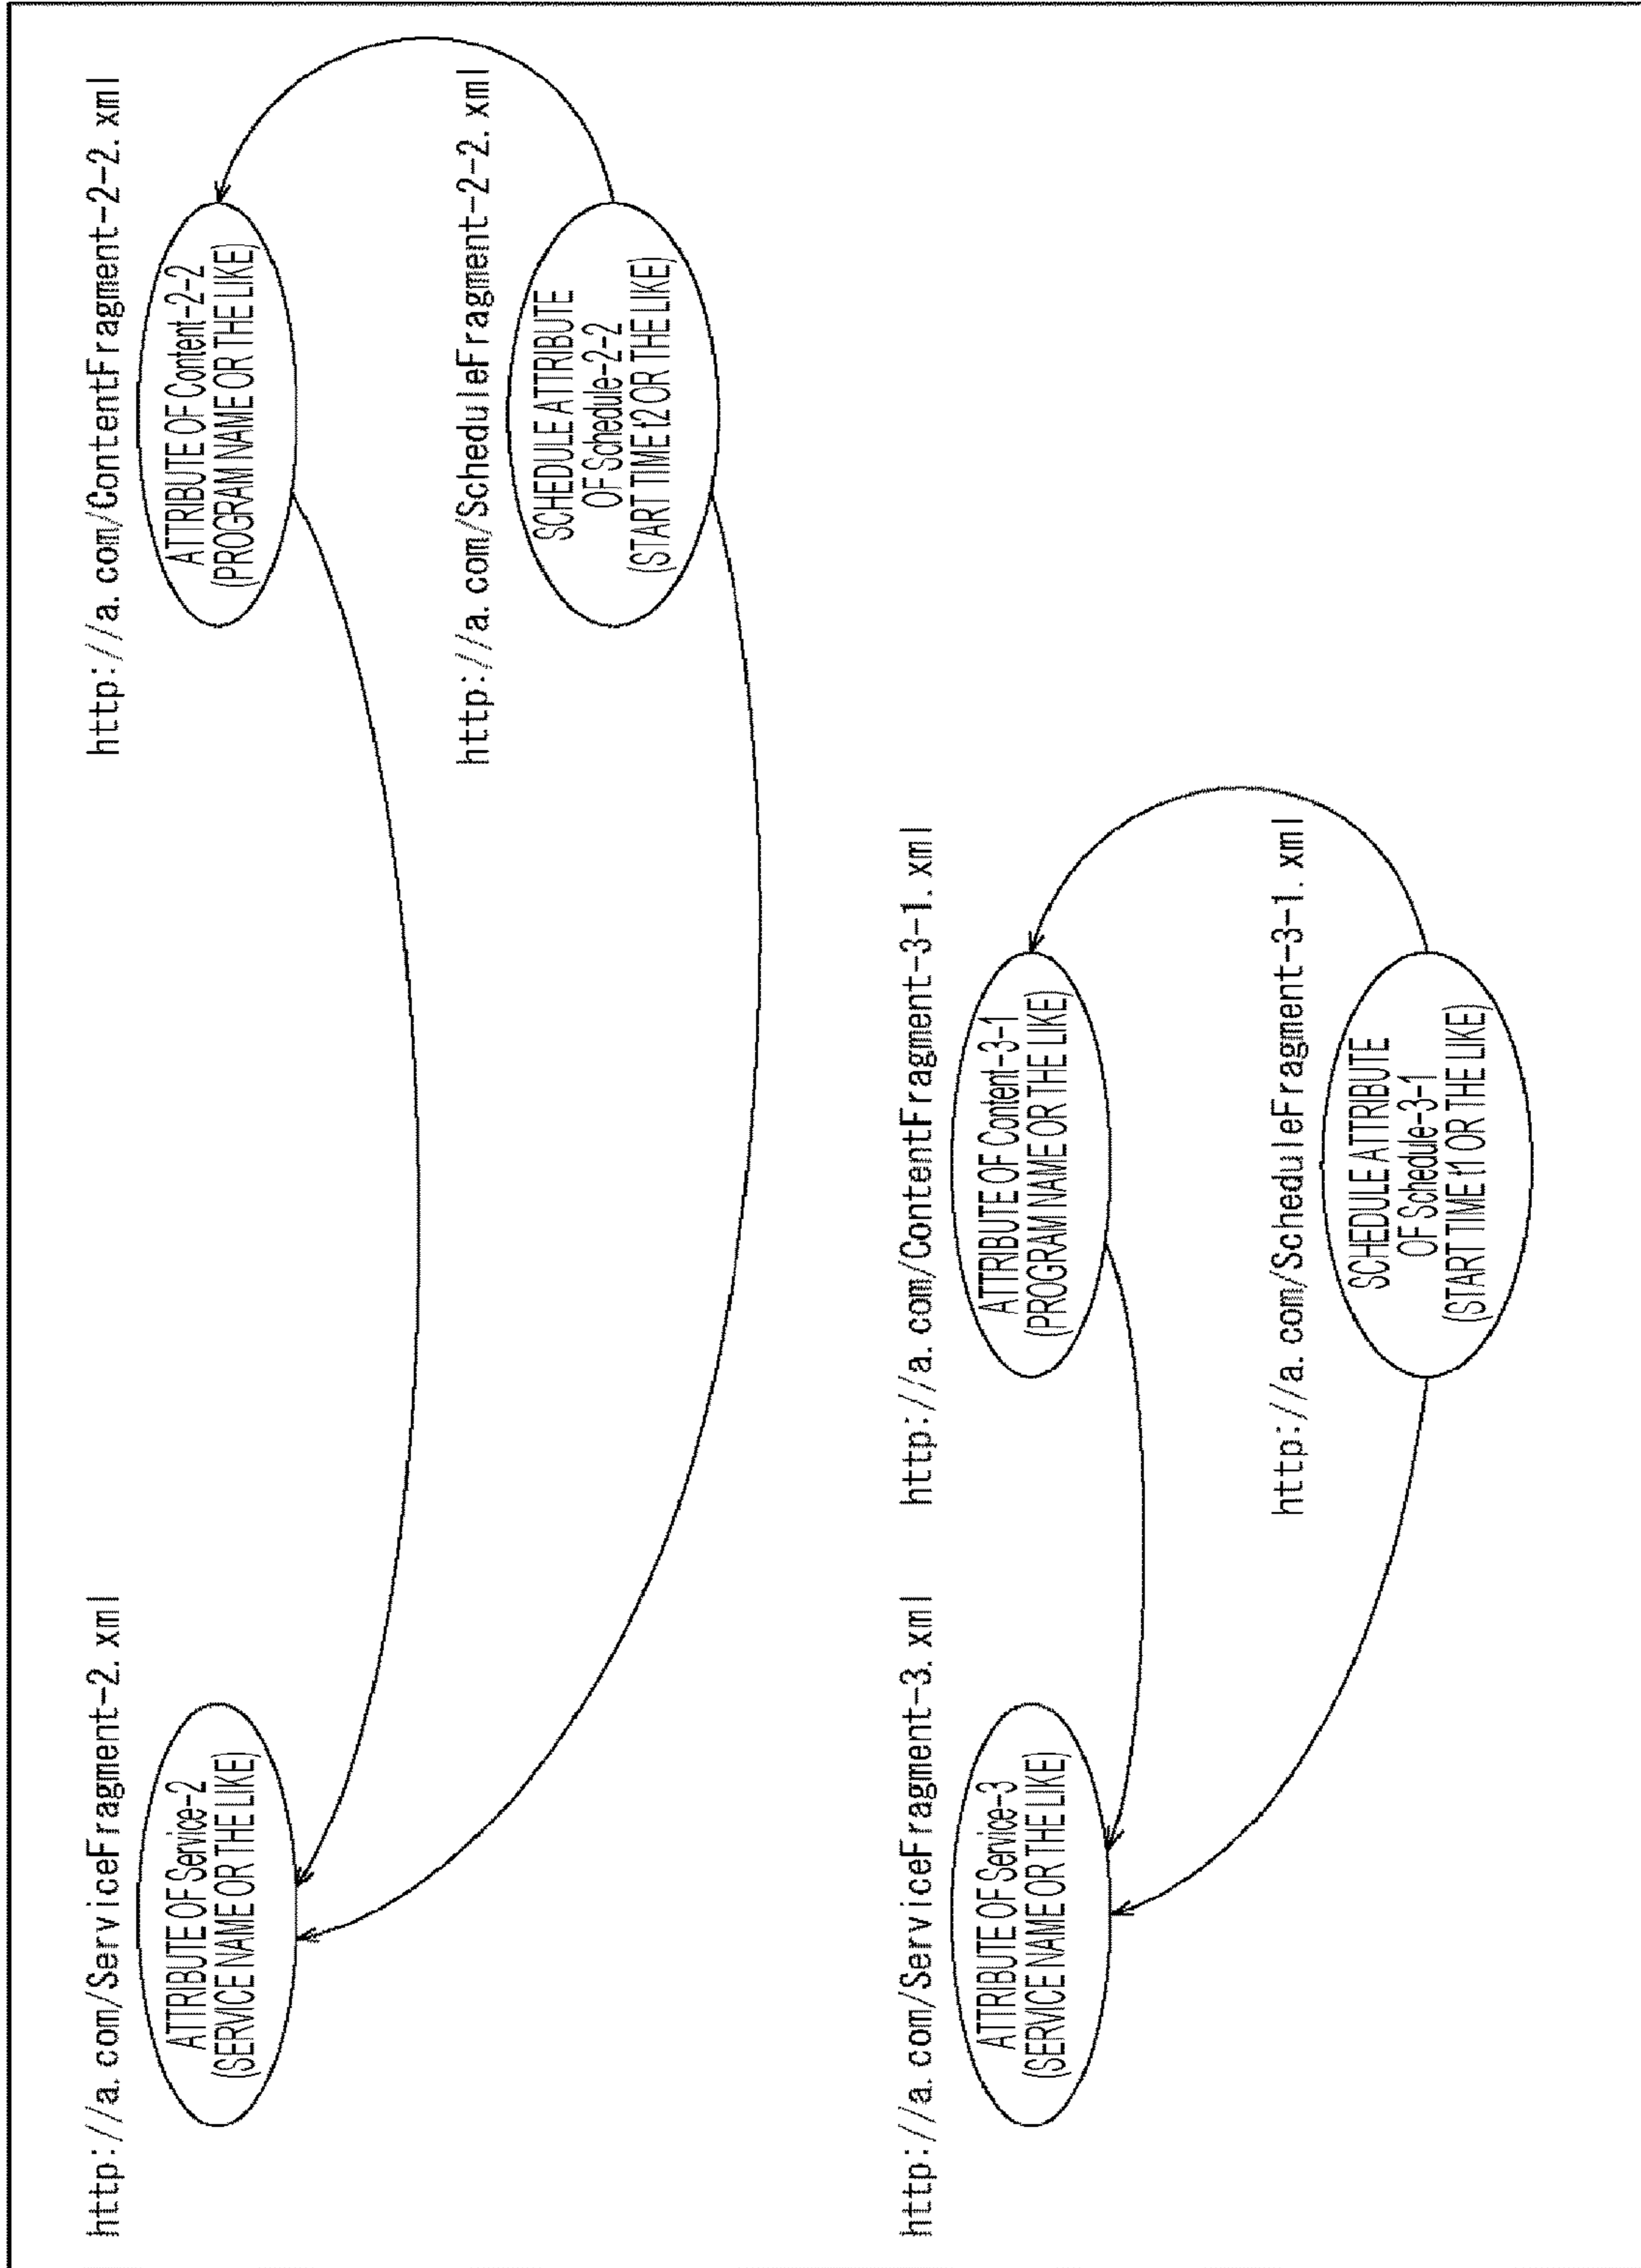 http://a.com/ServiceFragment-2.xml
ATTRIBUTE OF Service-2
(SERVICE NAME OR THE LIKE)
http://a.com/ContentFragment-2-2.xml
ATTRIBUTE OF Content-2-2
(PROGRAM NAME OR THE LIKE)
http://a.com/ScheduleFragment-2-2.xml
SCHEDULE ATTRIBUTE
OF Schedule-2-2
(START TIME t2 OR THE LIKE)
http://a.com/ServiceFragment-3.xml
ATTRIBUTE OF Service-3
(SERVICE NAME OR THE LIKE)
http://a.com/ContentFragment-3-1.xml
ATTRIBUTE OF Content-3-1
(PROGRAM NAME OR THE LIKE)
http://a.com/ScheduleFragment-3-1.xml
SCHEDULE ATTRIBUTE
OF Schedule-3-1
(START TIME t1 OR THE LIKE)